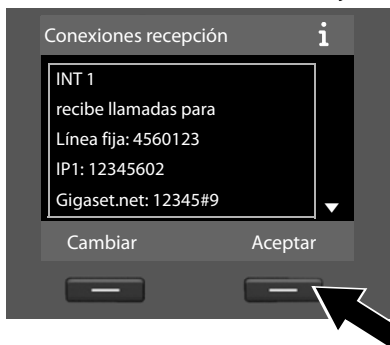 Conexiones recepción i
INT 1
recibe llamadas para
Línea fija: 4560123
IP1: 12345602
Gigaset.net: 12345#9
Cambiar Aceptar